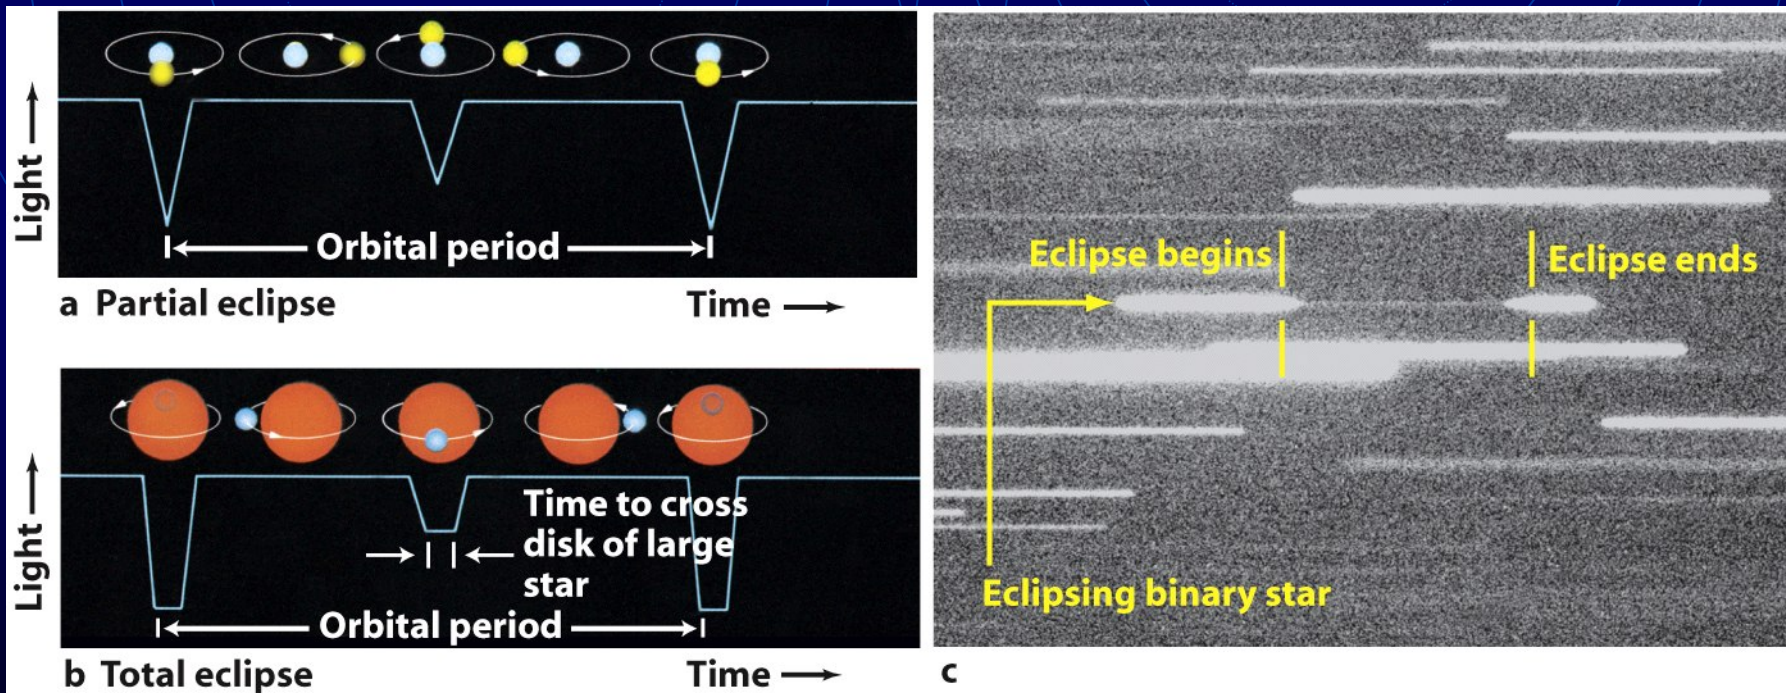 Light
Orbital period
a Partial eclipse
Time
Light
Time to cross
disk of large
star
Orbital period
b Total eclipse
Time
Eclipse begins
Eclipse ends
Eclipsing binary star
c